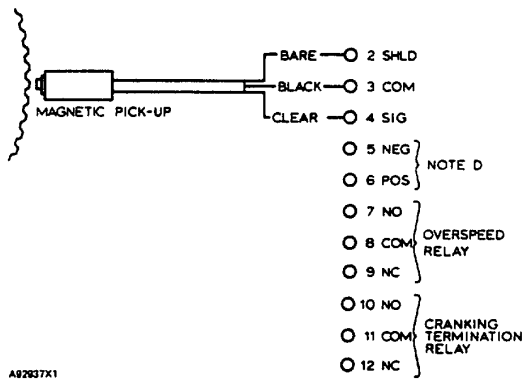 BARE 2 SHLD
BLACK 3 COM
MAGNETIC PICK-UP
CLEAR 4 SIG
5 NEG
NOTE D
6 POS
7 NO
8 COM
OVERSPEED
RELAY
9 NC
10 NO
11 COM
CRANKING
TERMINATION
RELAY
12 NC
A92937X1